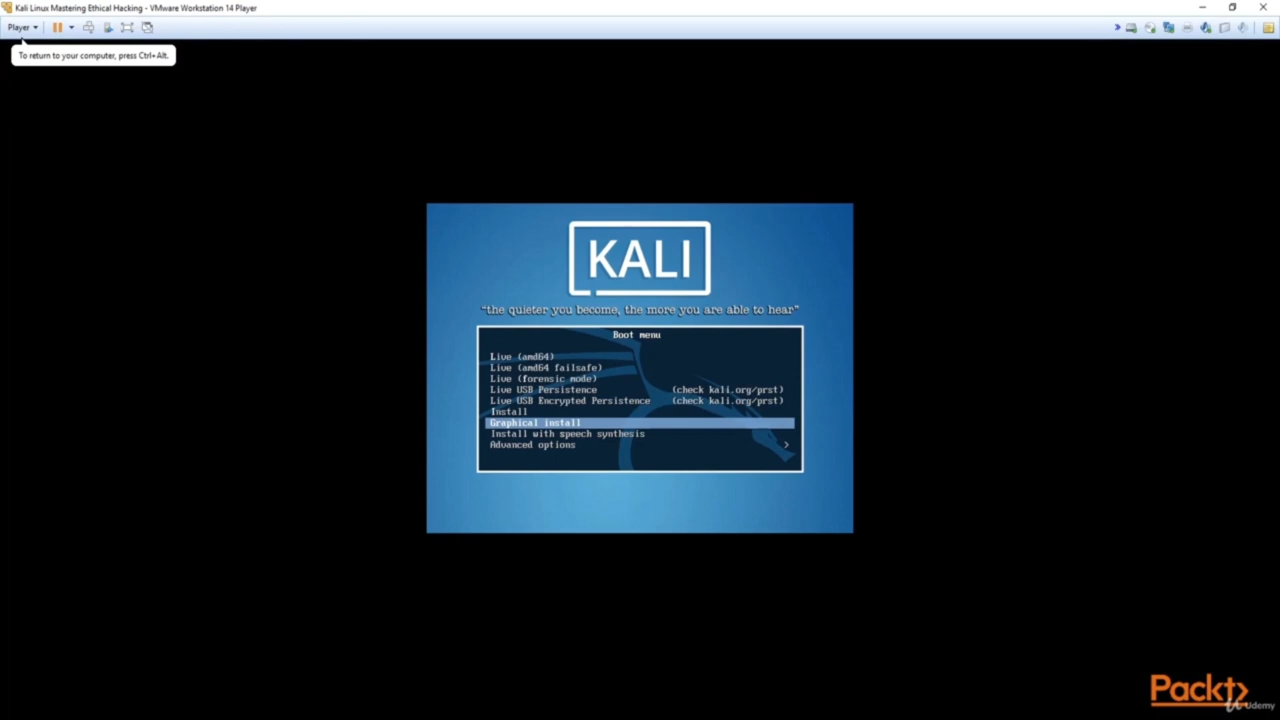 Kali Linux Mastering Ethical Hacking - VMware Workstation 14 Player
Player
To return to your computer, press Ctrl+Alt.
KALI
“the quieter you become, the more you are able to hear”
Boot menu
Live (amd64)
Live (amd64 failsafe)
Live (forensic mode)
Live USB Persistence (check kali.org/prst)
Live USB Encrypted Persistence (check kali.org/prst)
Install
Graphical install
Install with speech synthesis
Advanced options >
Packt>
Udemy